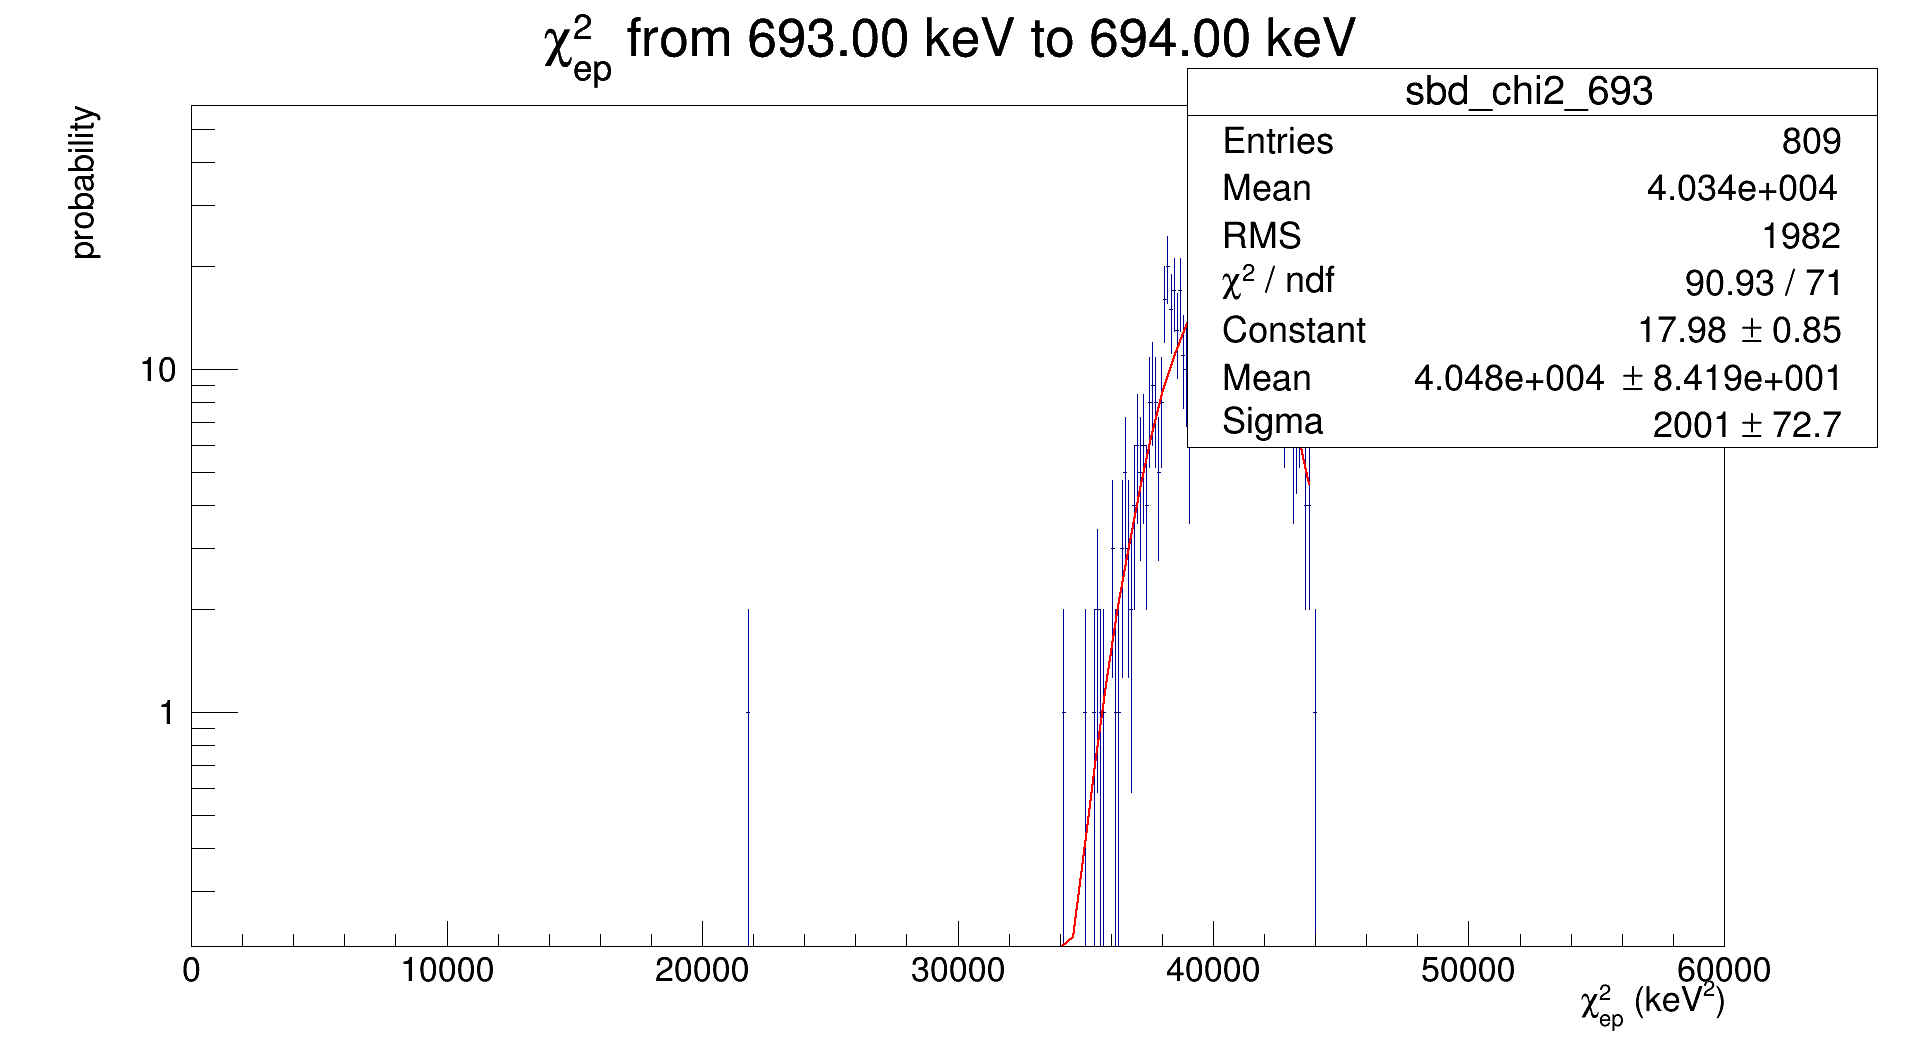 χ²ep from 693.00 keV to 694.00 keV
probability
sbd_chi2_693
Entries 809
Mean 4.034e+004
RMS 1982
χ² / ndf 90.93 / 71
Constant 17.98 ± 0.85
Mean 4.048e+004 ± 8.419e+001
Sigma 2001 ± 72.7
10
1
0 10000 20000 30000 40000 50000 60000
χ²ep (keV²)